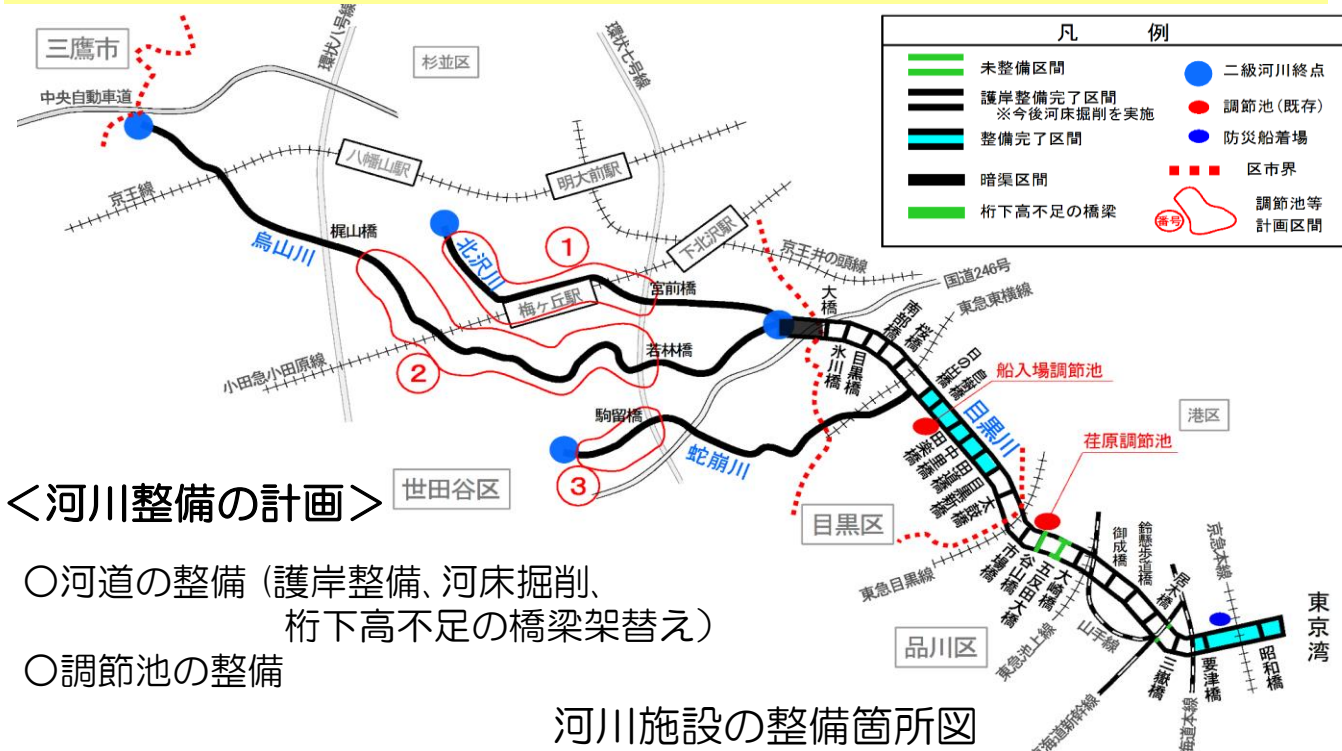 三鷹市
中央自動車道
環状八号線
杉並区
環状七号線
京王線
八幡山駅
明大前駅
烏山川
梶山橋
北沢川
①
梅ヶ丘駅
下北沢駅
京王井の頭線
宮前橋
国道246号
小田急小田原線
②
若林橋
駒留橋
③
蛇崩川
世田谷区
大橋
氷川橋
目黒橋
南部橋
桜橋
東急東横線
日の出橋
船入場調節池
目黒川
田楽橋
中里橋
田道橋
目黒新橋
太鼓橋
目黒区
港区
荏原調節池
東急目黒線
市場橋
谷山橋
五反田大橋
大崎橋
東急池上線
山手線
御成橋
鈴懸歩道橋
居木橋
京急本線
品川区
三嶽橋
要津橋
昭和橋
東京湾
凡 例
未整備区間
護岸整備完了区間
※今後河床掘削を実施
整備完了区間
暗渠区間
桁下高不足の橋梁
二級河川終点
調節池(既存)
防災船着場
区市界
番号
調節池等
計画区間
<河川整備の計画>
○河道の整備(護岸整備、河床掘削、
桁下高不足の橋梁架替え)
○調節池の整備
河川施設の整備箇所図